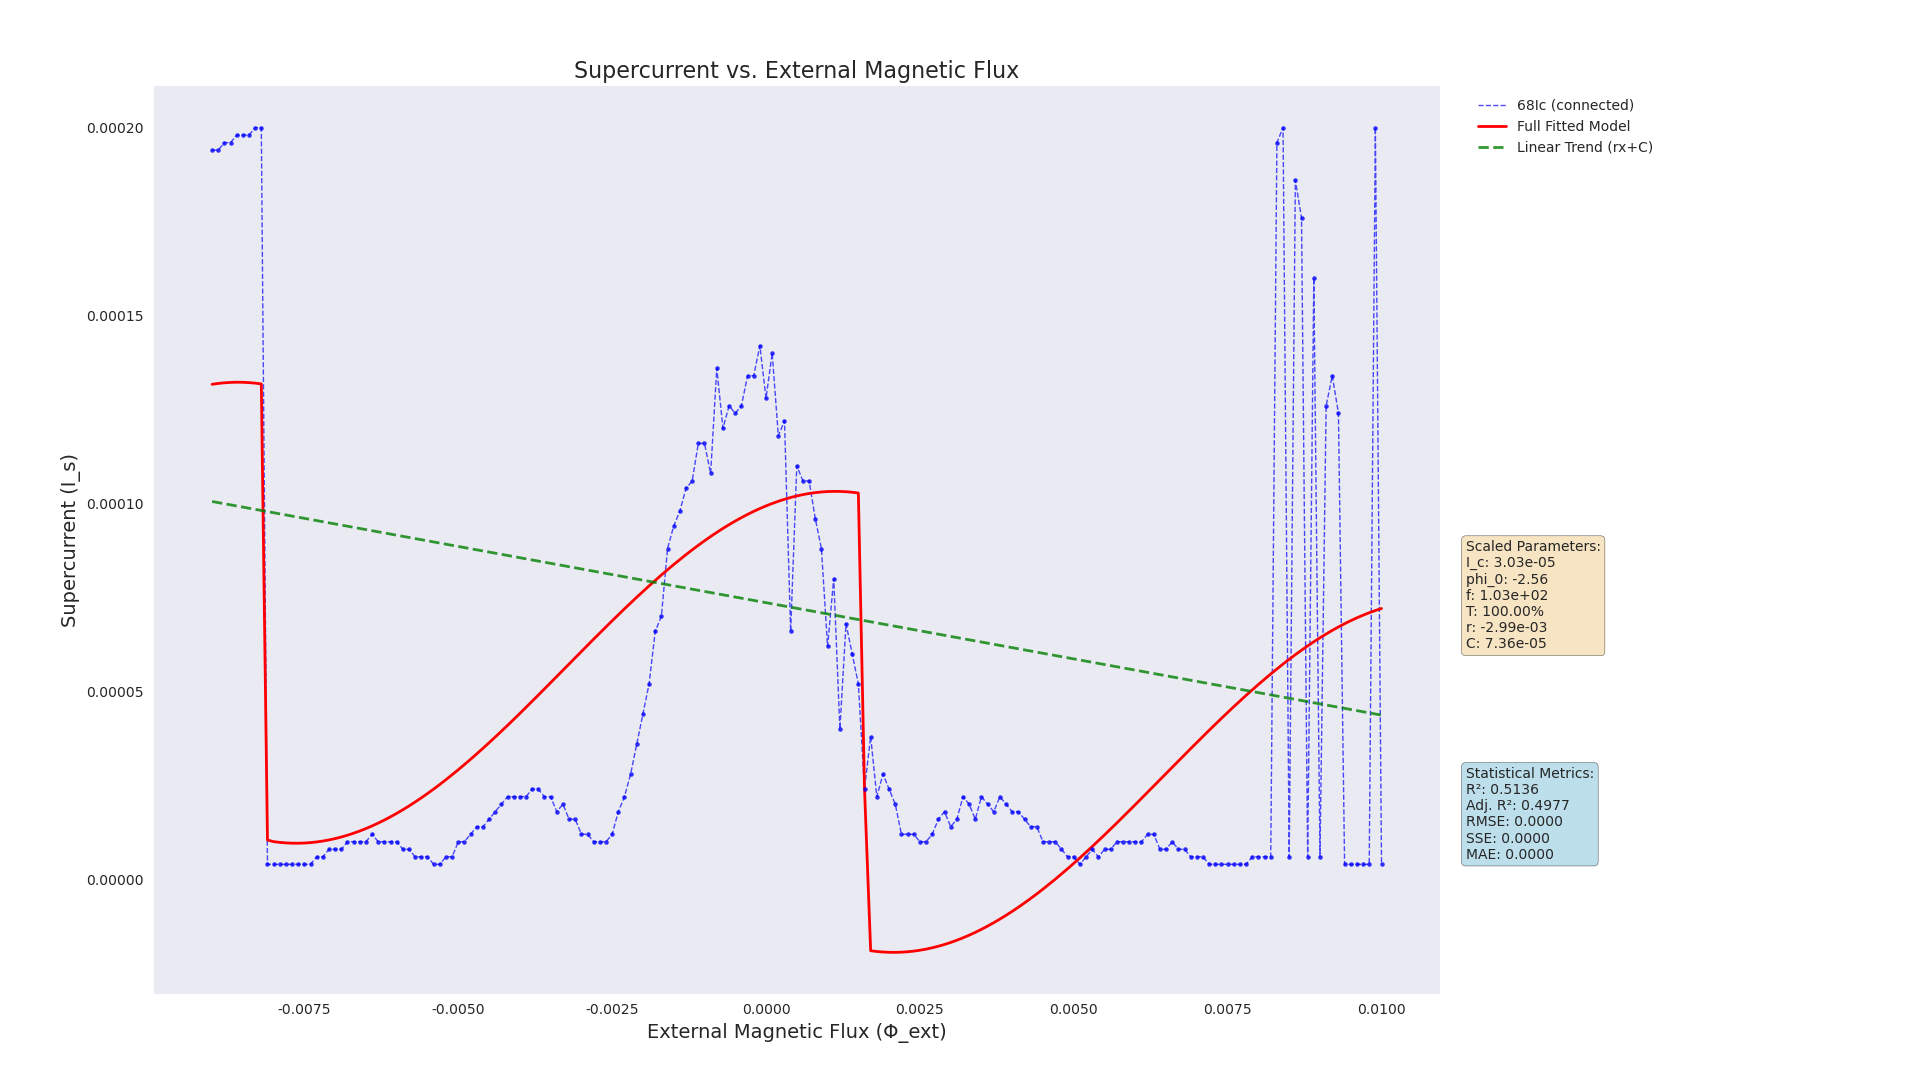 Supercurrent vs. External Magnetic Flux
Supercurrent (I_s)
0.00020
0.00015
0.00010
0.00005
0.00000
-0.0075
-0.0050
-0.0025
0.0000
0.0025
0.0050
0.0075
0.0100
External Magnetic Flux (Φ_ext)
68Ic (connected)
Full Fitted Model
Linear Trend (rx+C)
Scaled Parameters:
I_c: 3.03e-05
phi_0: -2.56
f: 1.03e+02
T: 100.00%
r: -2.99e-03
C: 7.36e-05
Statistical Metrics:
R²: 0.5136
Adj. R²: 0.4977
RMSE: 0.0000
SSE: 0.0000
MAE: 0.0000